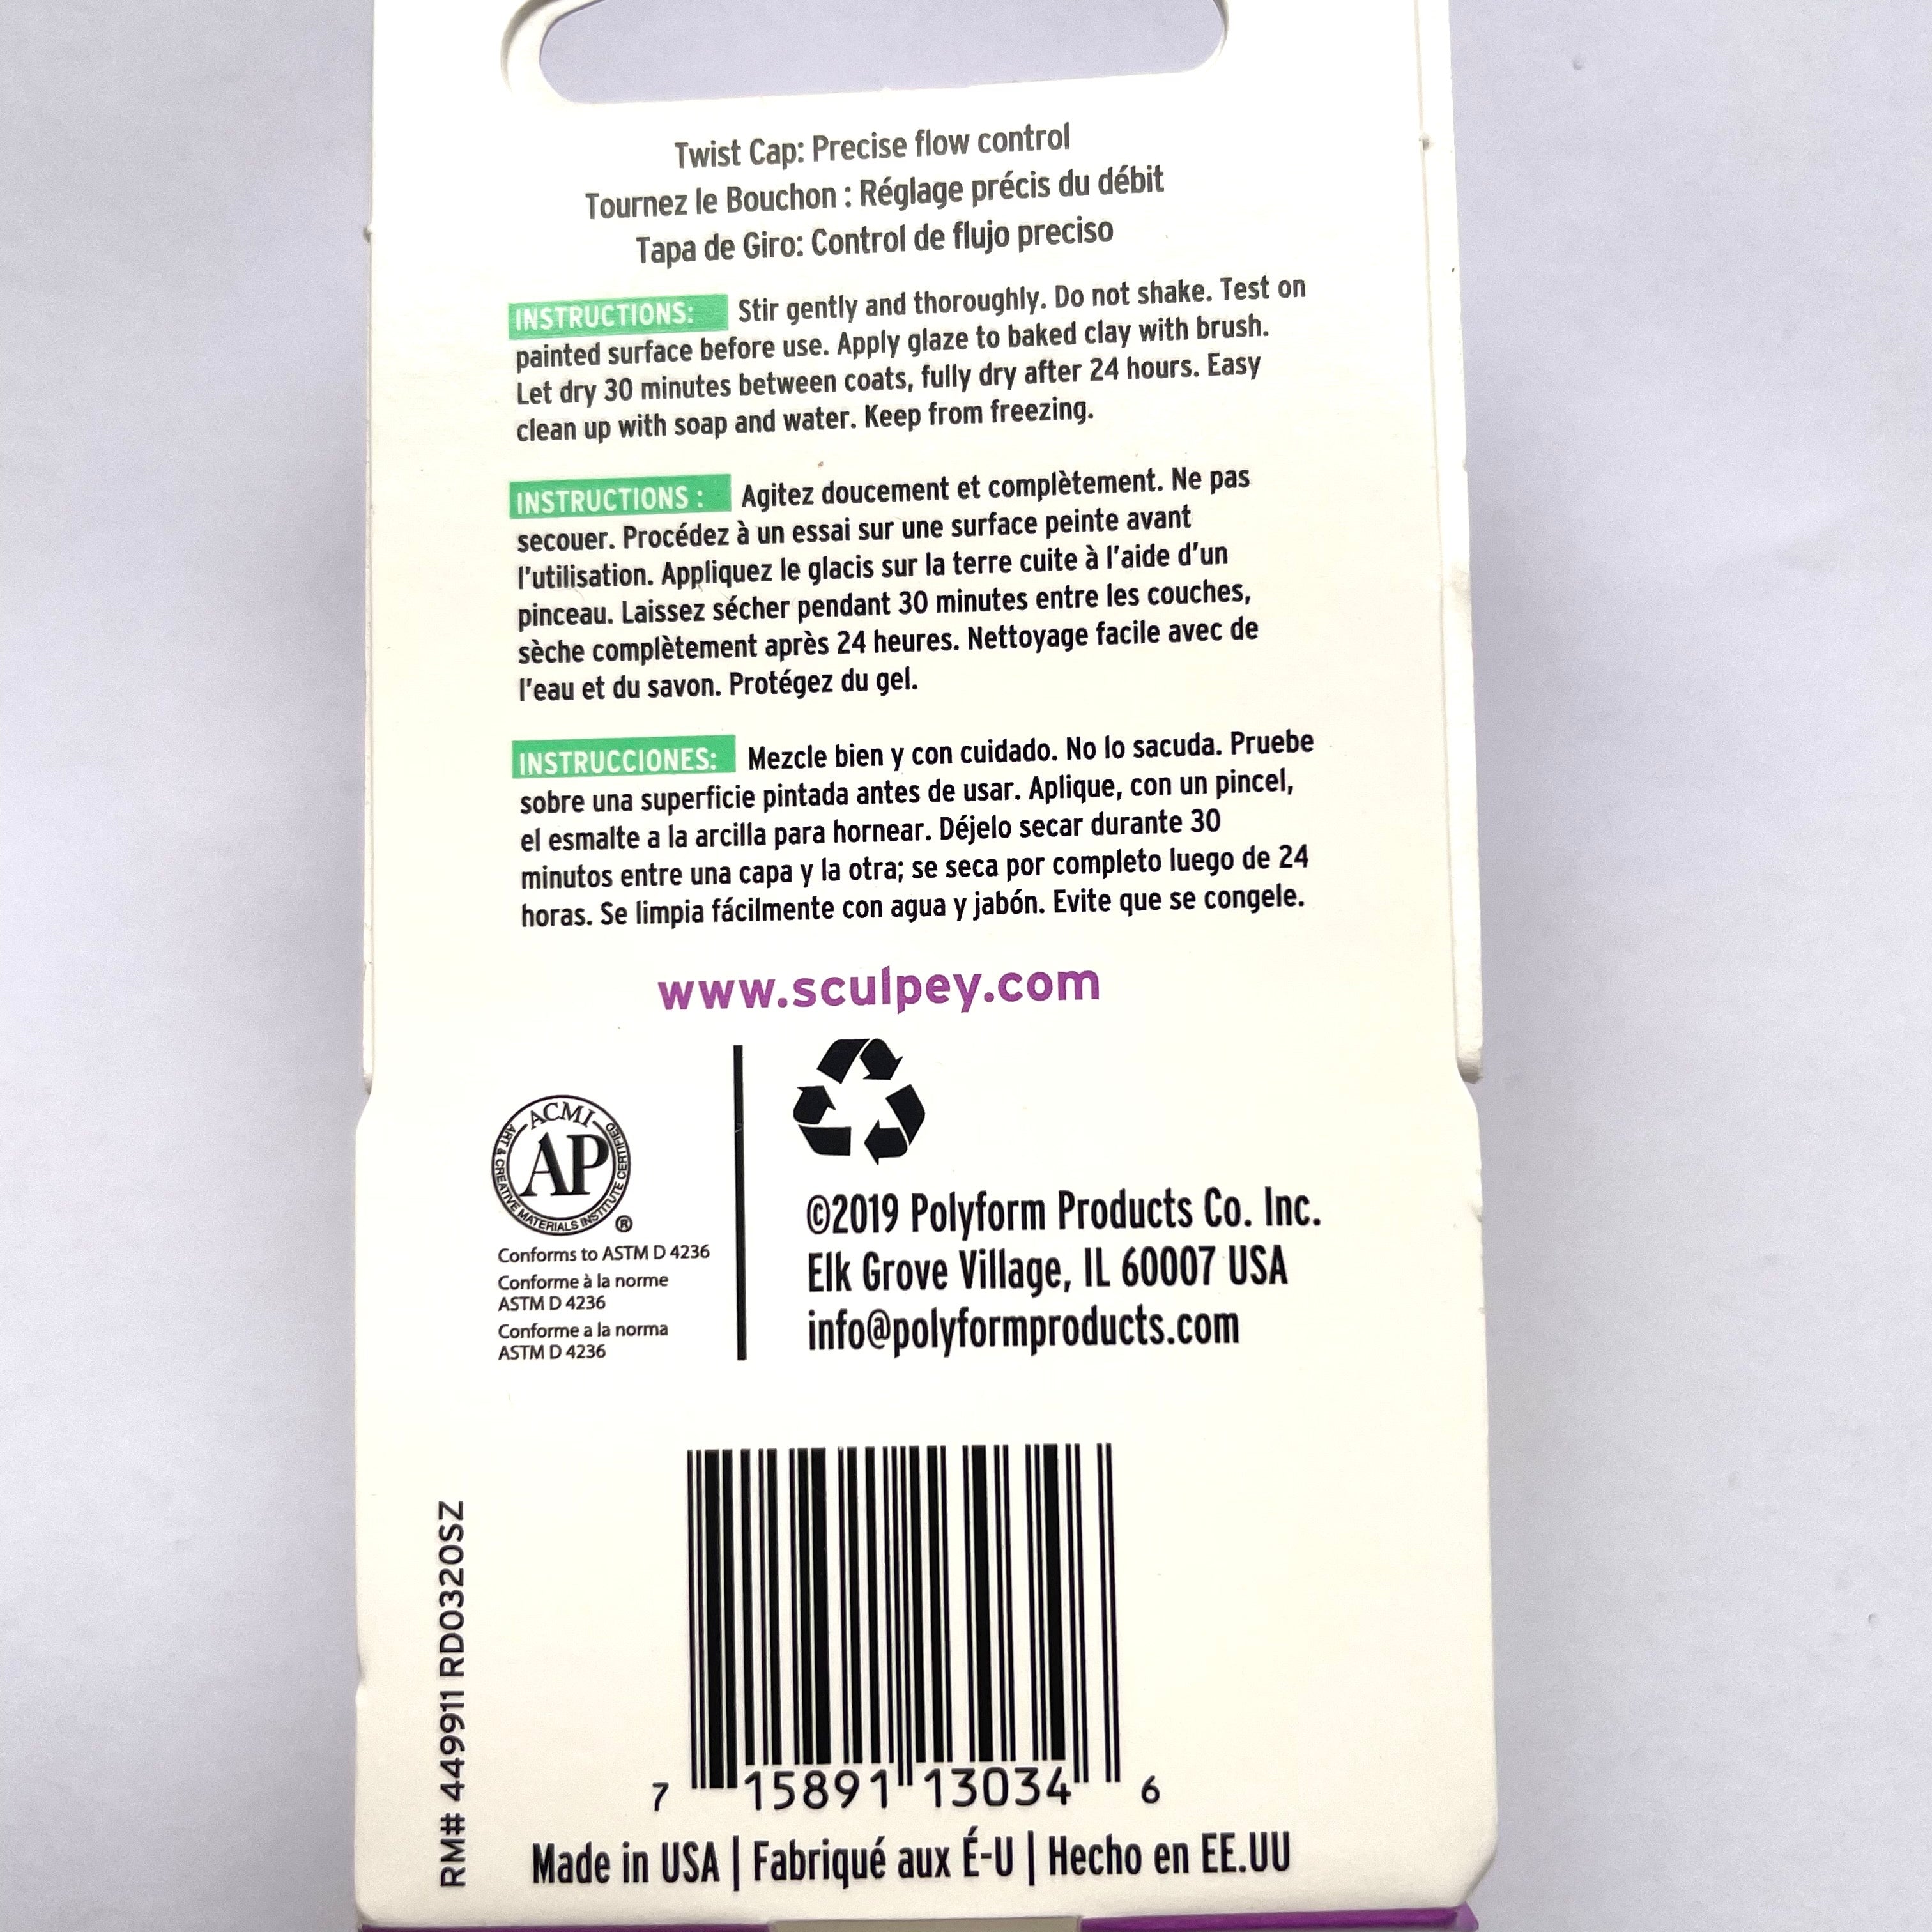 Twist Cap: Precise flow control
Tournez le Bouchon : Réglage précis du débit
Tapa de Giro: Control de flujo preciso
INSTRUCTIONS: Stir gently and thoroughly. Do not shake. Test on
painted surface before use. Apply glaze to baked clay with brush.
Let dry 30 minutes between coats, fully dry after 24 hours. Easy
clean up with soap and water. Keep from freezing.
INSTRUCTIONS : Agitez doucement et complètement. Ne pas
secouer. Procédez à un essai sur une surface peinte avant
l'utilisation. Appliquez le glacis sur la terre cuite à l'aide d'un
pinceau. Laissez sécher pendant 30 minutes entre les couches,
sèche complètement après 24 heures. Nettoyage facile avec de
l'eau et du savon. Protégez du gel.
INSTRUCCIONES: Mezcle bien y con cuidado. No lo sacuda. Pruebe
sobre una superficie pintada antes de usar. Aplique, con un pincel,
el esmalte a la arcilla para hornear. Déjelo secar durante 30
minutos entre una capa y la otra; se seca por completo luego de 24
horas. Se limpia fácilmente con agua y jabón. Evite que se congele.
www.sculpey.com
ACMI
AP
ART & CREATIVE MATERIALS INSTITUTE CERTIFIED
®
Conforms to ASTM D 4236
Conforme à la norme
ASTM D 4236
Conforme a la norma
ASTM D 4236
©2019 Polyform Products Co. Inc.
Elk Grove Village, IL 60007 USA
info@polyformproducts.com
RM# 449911 RD0320SZ
7 15891 13034 6
Made in USA | Fabriqué aux É-U | Hecho en EE.UU